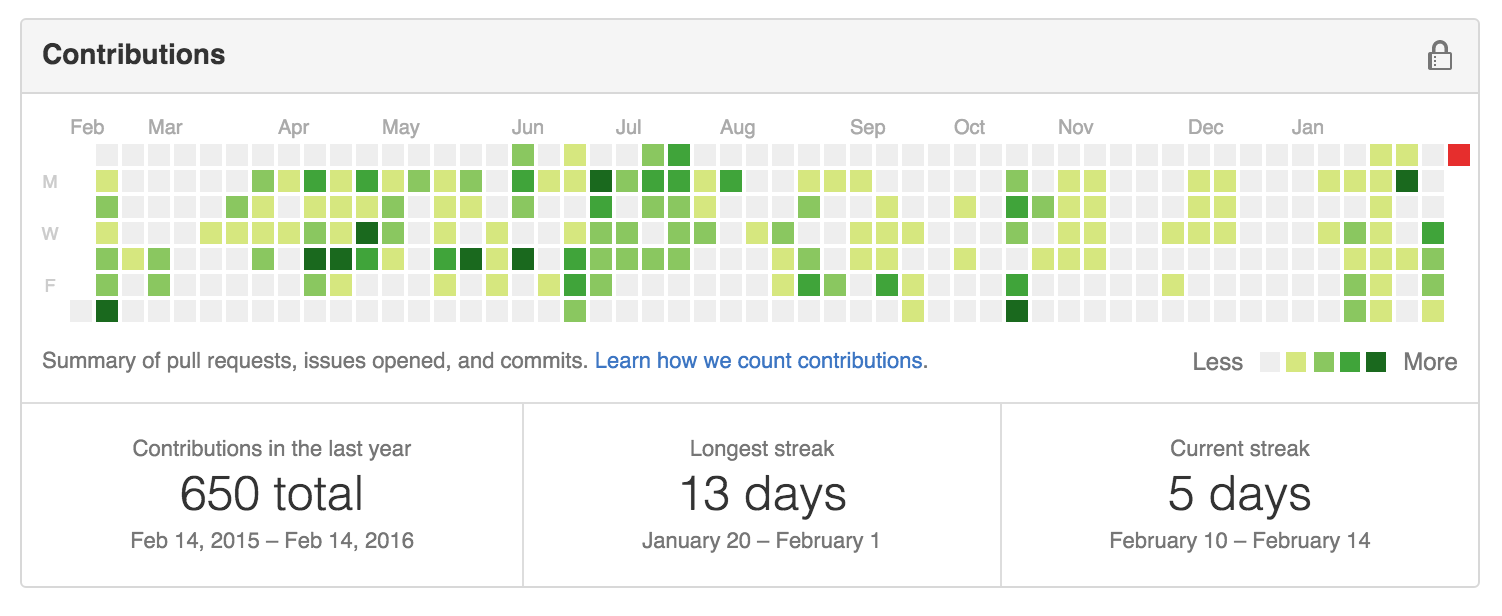 Contributions
Feb Mar Apr May Jun Jul Aug Sep Oct Nov Dec Jan
M
W
F
Summary of pull requests, issues opened, and commits. Learn how we count contributions.
Less More
Contributions in the last year
650 total
Feb 14, 2015 – Feb 14, 2016
Longest streak
13 days
January 20 – February 1
Current streak
5 days
February 10 – February 14